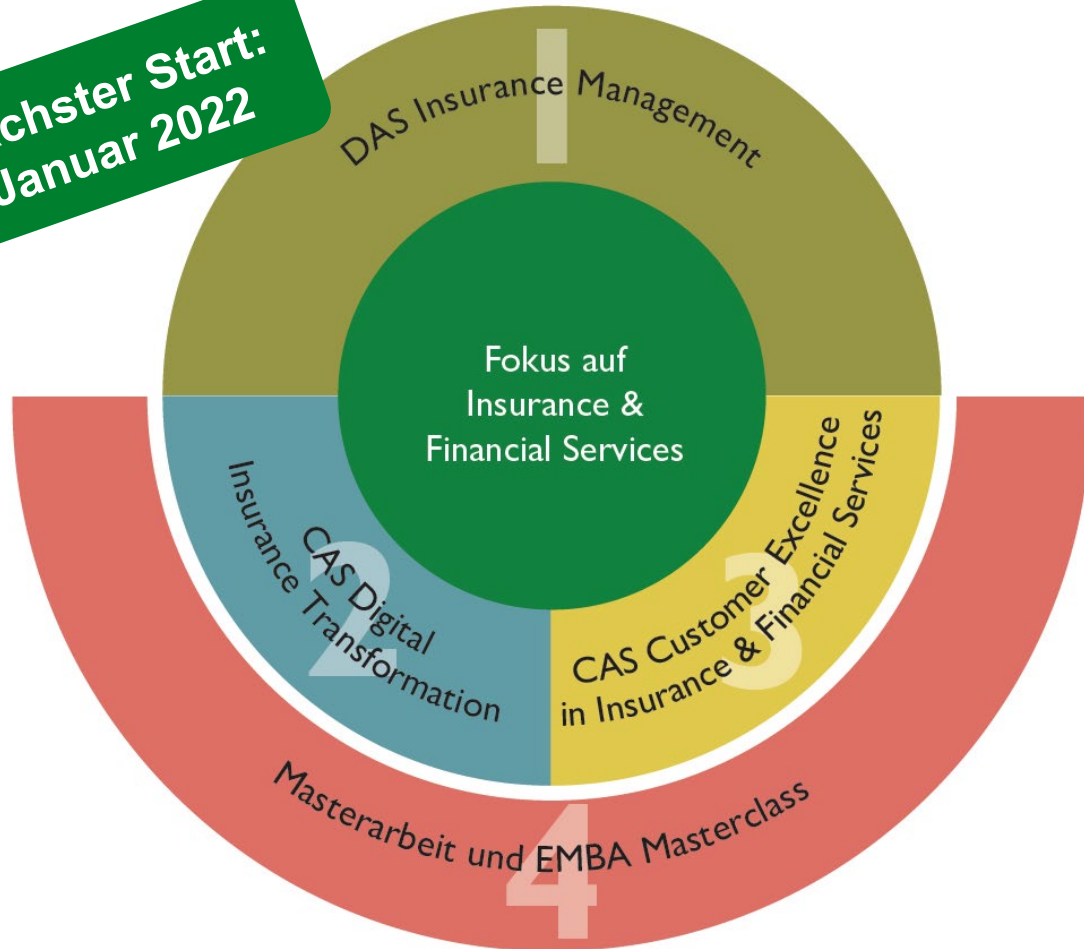 chster Start:
Januar 2022
1
DAS Insurance Management
Fokus auf
Insurance &
Financial Services
2
CAS Digital
Insurance Transformation
3
CAS Customer Excellence
in Insurance & Financial Services
4
Masterarbeit und EMBA Masterclass